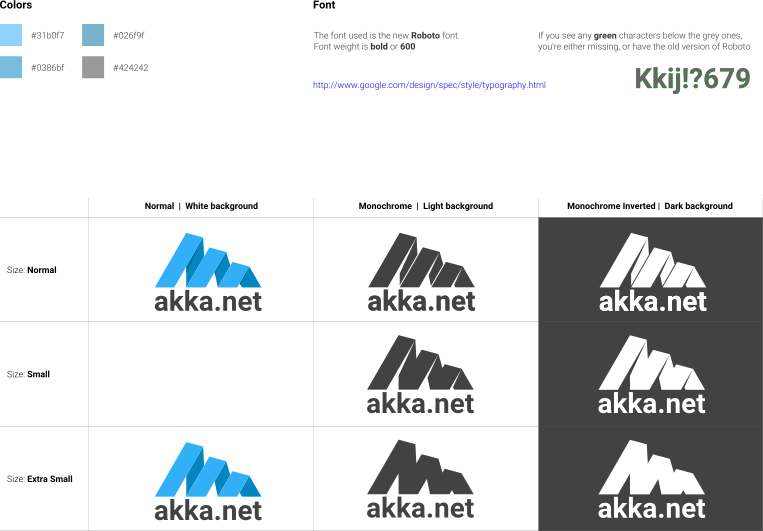 Colors
#31b0f7
#026f9f
#0386bf
#424242
Font
The font used is the new Roboto font.
Font weight is bold or 600
http://www.google.com/design/spec/style/typography.html
If you see any green characters below the grey ones,
you're either missing, or have the old version of Roboto
Kkij!?679
Normal | White background
Monochrome | Light background
Monochrome Inverted | Dark background
Size: Normal
akka.net
akka.net
akka.net
Size: Small
akka.net
akka.net
Size: Extra Small
akka.net
akka.net
akka.net